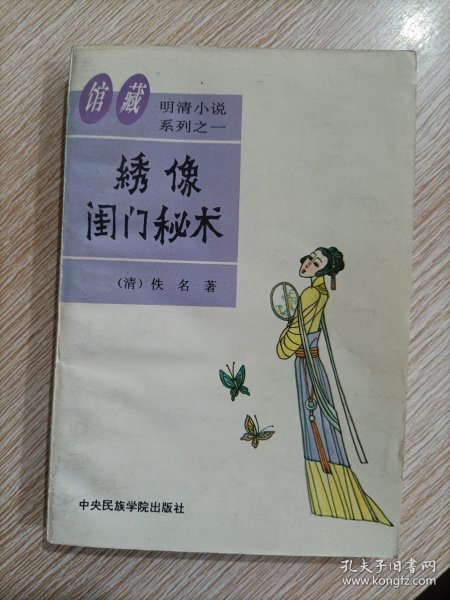 馆藏
明清小说
系列之一
綉像
闺门秘术
（清）佚名著
中央民族学院出版社
孔夫子旧书网
www.kongfz.com